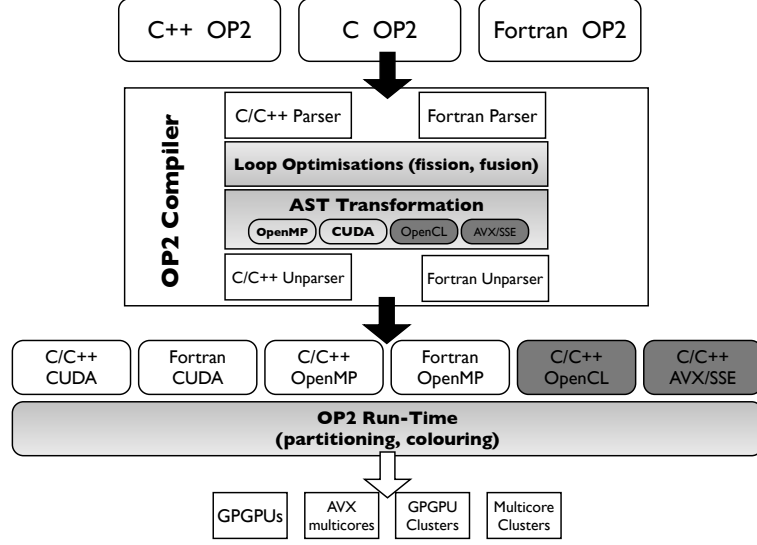 C++ OP2
C OP2
Fortran OP2
OP2 Compiler
C/C++ Parser
Fortran Parser
Loop Optimisations (fission, fusion)
AST Transformation
OpenMP
CUDA
OpenCL
AVX/SSE
C/C++ Unparser
Fortran Unparser
C/C++
CUDA
Fortran
CUDA
C/C++
OpenMP
Fortran
OpenMP
C/C++
OpenCL
C/C++
AVX/SSE
OP2 Run-Time
(partitioning, colouring)
GPGPUs
AVX
multicores
GPGPU
Clusters
Multicore
Clusters